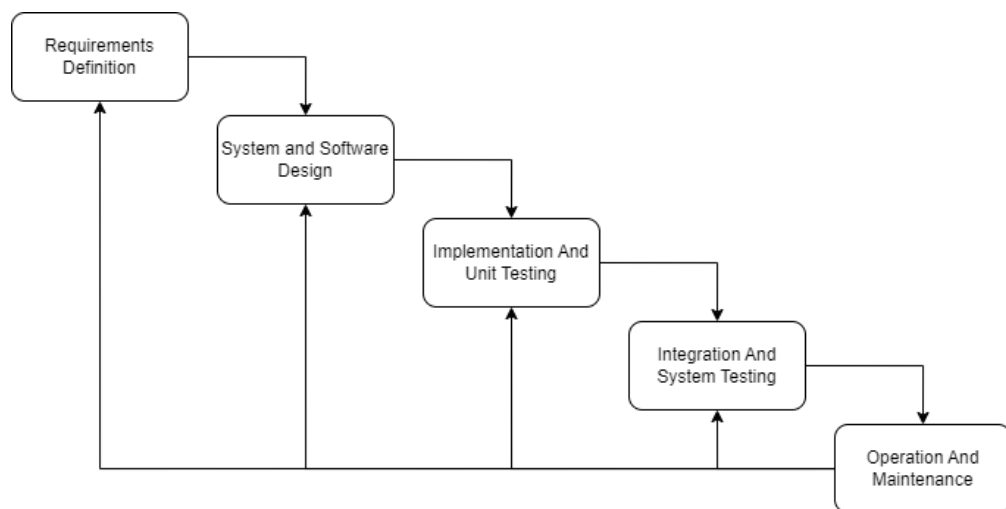 Requirements
Definition
System and Software
Design
Implementation And
Unit Testing
Integration And
System Testing
Operation And
Maintenance